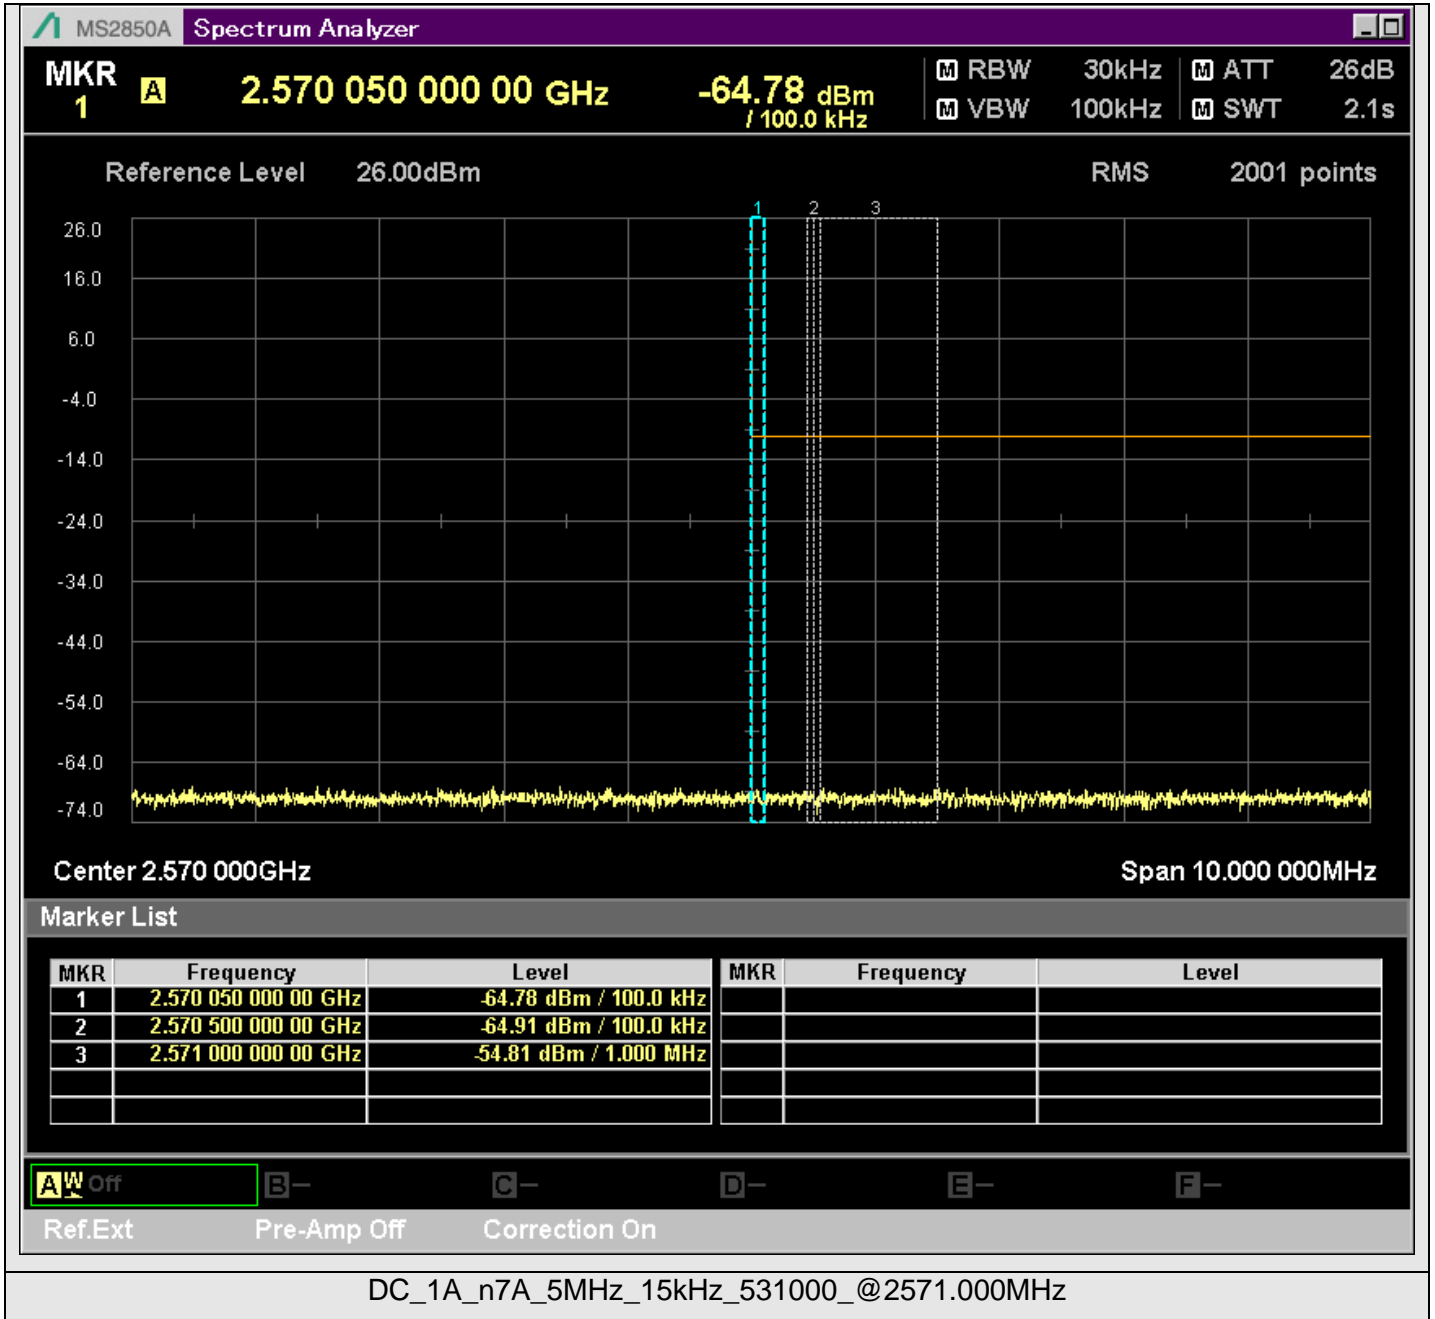 MS2850A Spectrum Analyzer
MKR 1 A 2.570 050 000 00 GHz -64.78 dBm / 100.0 kHz
M RBW 30kHz M ATT 26dB
M VBW 100kHz M SWT 2.1s
Reference Level 26.00dBm RMS 2001 points
1 2 3
26.0
16.0
6.0
-4.0
-14.0
-24.0
-34.0
-44.0
-54.0
-64.0
-74.0
Center 2.570 000GHz Span 10.000 000MHz
Marker List
MKR Frequency Level MKR Frequency Level
1 2.570 050 000 00 GHz -64.78 dBm / 100.0 kHz
2 2.570 500 000 00 GHz -64.91 dBm / 100.0 kHz
3 2.571 000 000 00 GHz -54.81 dBm / 1.000 MHz
A W Off B – C – D – E – F –
Ref.Ext Pre-Amp Off Correction On
DC_1A_n7A_5MHz_15kHz_531000_@2571.000MHz